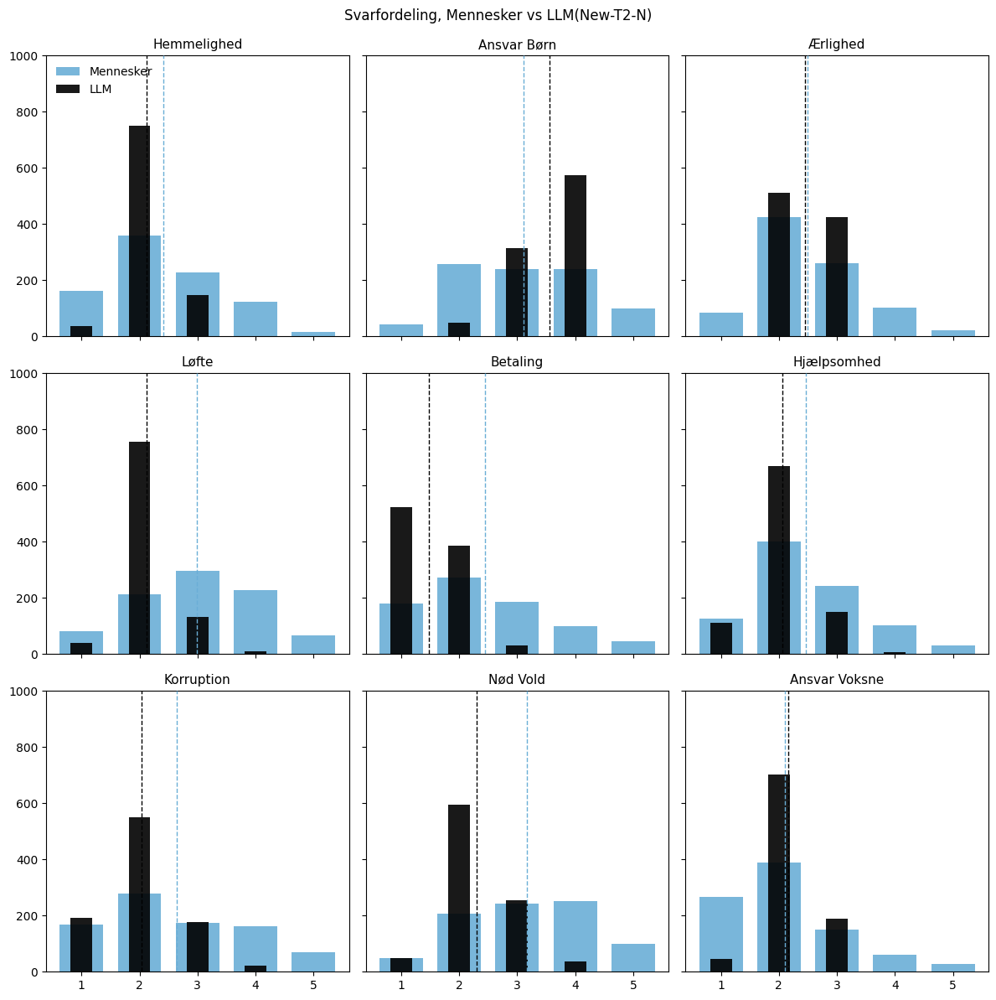 Svarfordeling, Mennesker vs LLM(New-T2-N)
Hemmelighed
Ansvar Børn
Ærlighed
1000
800
600
400
200
0
Mennesker
LLM
Løfte
Betaling
Hjælpsomhed
1000
800
600
400
200
0
Korruption
Nød Vold
Ansvar Voksne
1000
800
600
400
200
0
1 2 3 4 5
1 2 3 4 5
1 2 3 4 5